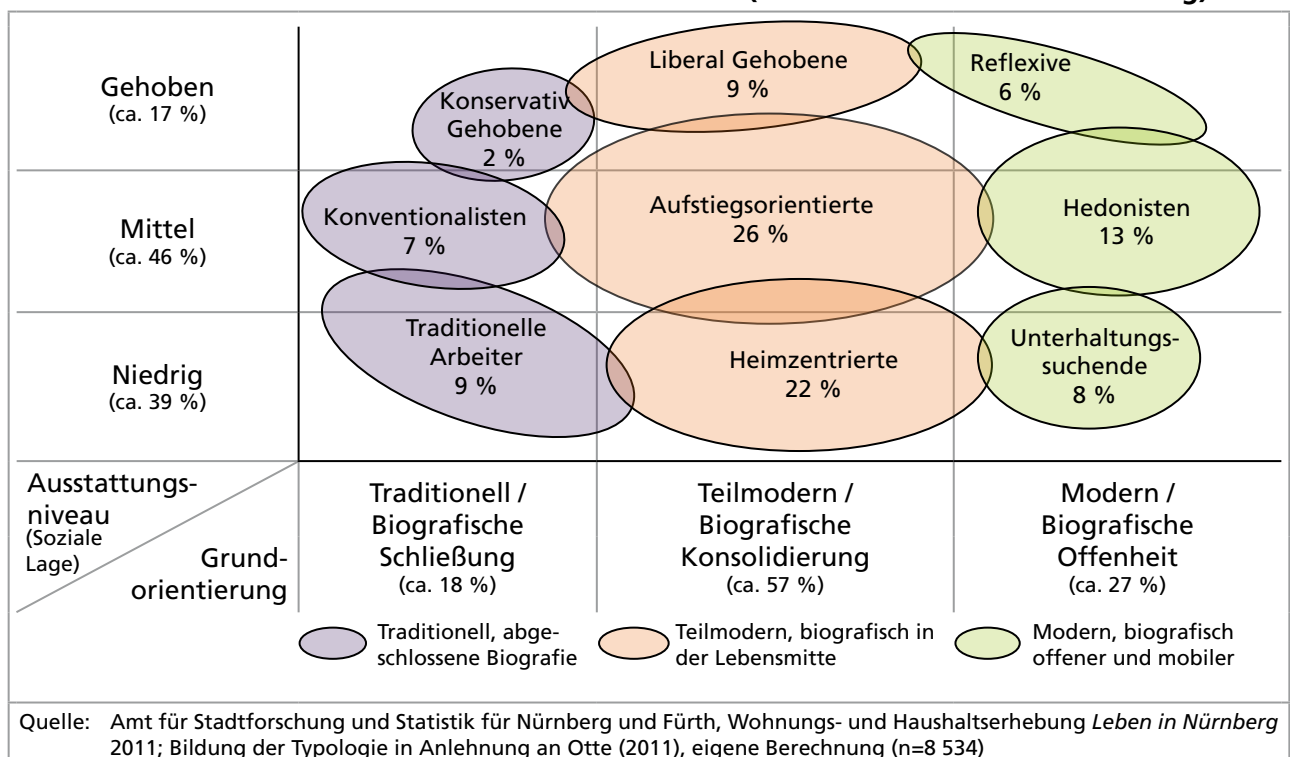 Gehoben
(ca. 17 %)
Konservativ
Gehobene
2 %
Liberal Gehobene
9 %
Reflexive
6 %
Mittel
(ca. 46 %)
Konventionalisten
7 %
Aufstiegsorientierte
26 %
Hedonisten
13 %
Niedrig
(ca. 39 %)
Traditionelle
Arbeiter
9 %
Heimzentrierte
22 %
Unterhaltungs-
suchende
8 %
Ausstattungs-
niveau
(Soziale
Lage)
Grund-
orientierung
Traditionell /
Biografische
Schließung
(ca. 18 %)
Teilmodern /
Biografische
Konsolidierung
(ca. 57 %)
Modern /
Biografische
Offenheit
(ca. 27 %)
Traditionell, abge-
schlossene Biografie
Teilmodern, biografisch in
der Lebensmitte
Modern, biografisch
offener und mobiler
Quelle: Amt für Stadtforschung und Statistik für Nürnberg und Fürth, Wohnungs- und Haushaltserhebung Leben in Nürnberg
2011; Bildung der Typologie in Anlehnung an Otte (2011), eigene Berechnung (n=8 534)